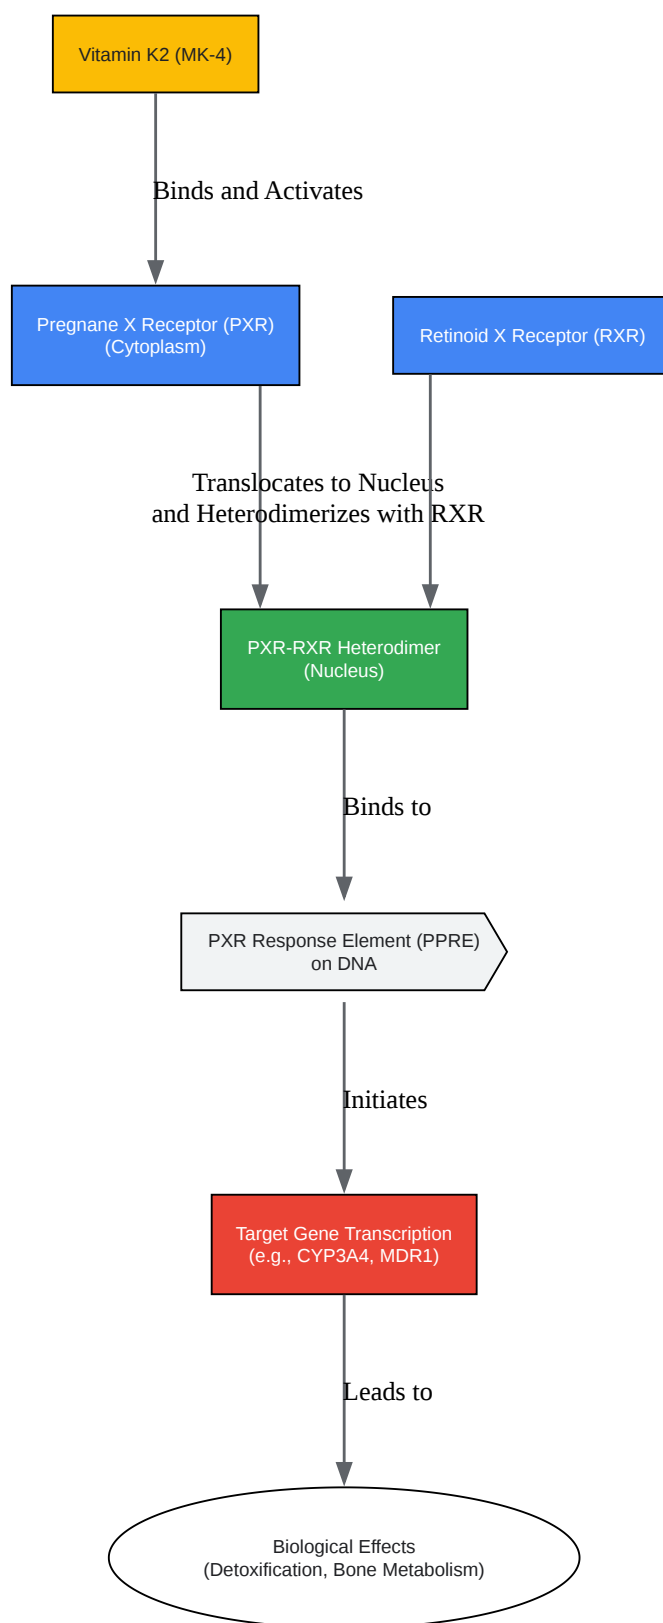 Vitamin K2 (MK-4)
Binds and Activates
Pregnane X Receptor (PXR)
(Cytoplasm)
Retinoid X Receptor (RXR)
Translocates to Nucleus
and Heterodimerizes with RXR
PXR-RXR Heterodimer
(Nucleus)
Binds to
PXR Response Element (PPRE)
on DNA
Initiates
Target Gene Transcription
(e.g., CYP3A4, MDR1)
Leads to
Biological Effects
(Detoxification, Bone Metabolism)